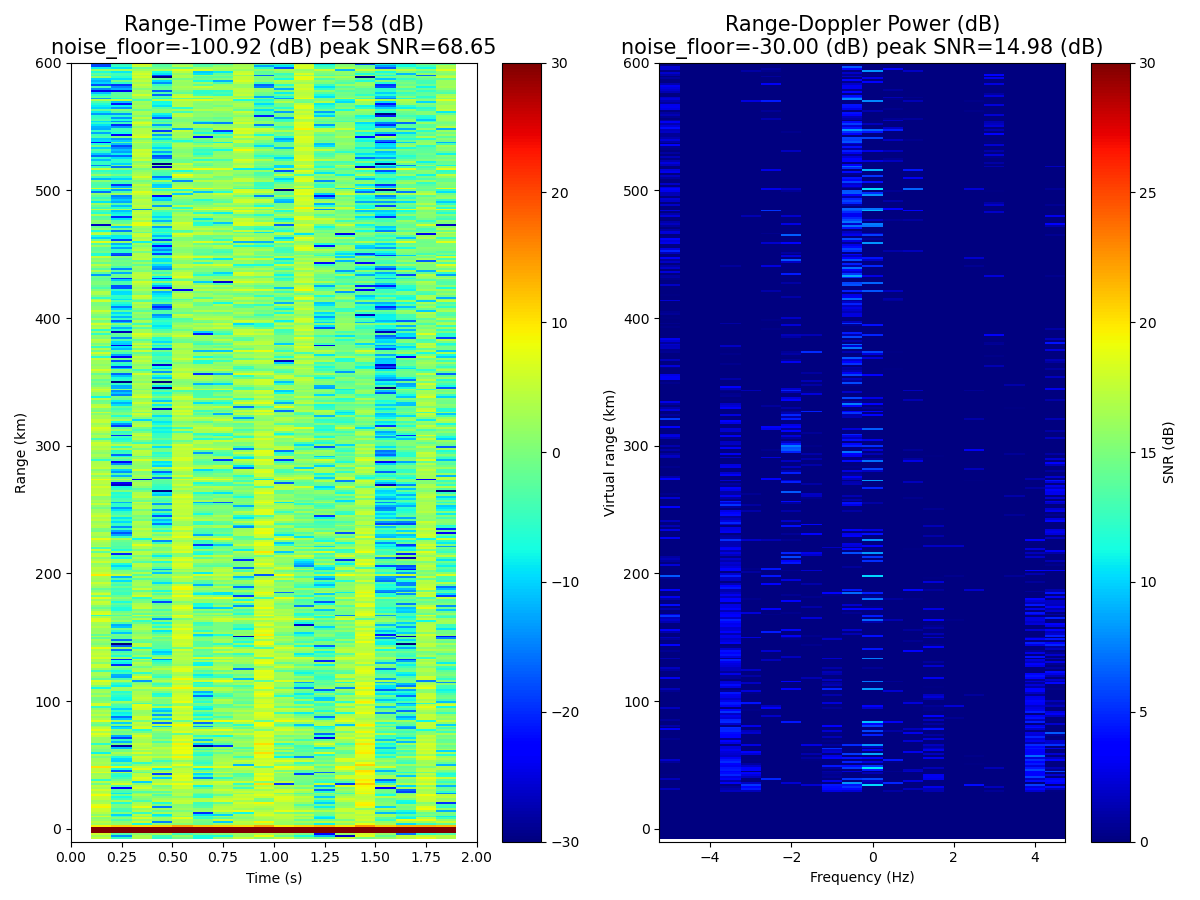 Range-Time Power f=58 (dB)
noise_floor=-100.92 (dB) peak SNR=68.65
Range (km)
600
500
400
300
200
100
0
0.00 0.25 0.50 0.75 1.00 1.25 1.50 1.75 2.00
Time (s)
30
20
10
0
−10
−20
−30
Range-Doppler Power (dB)
noise_floor=-30.00 (dB) peak SNR=14.98 (dB)
Virtual range (km)
600
500
400
300
200
100
0
−4 −2 0 2 4
Frequency (Hz)
30
25
20
15
10
5
0
SNR (dB)